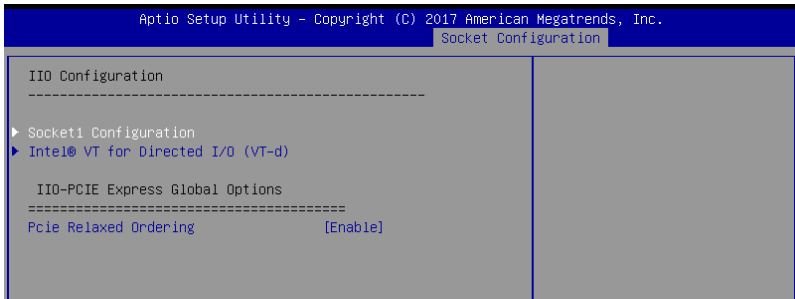 Aptio Setup Utility – Copyright (C) 2017 American Megatrends, Inc.
Socket Configuration
IIO Configuration
--------------------------------------------------
Socket1 Configuration
Intel® VT for Directed I/O (VT-d)
IIO-PCIE Express Global Options
========================================
Pcie Relaxed Ordering [Enable]